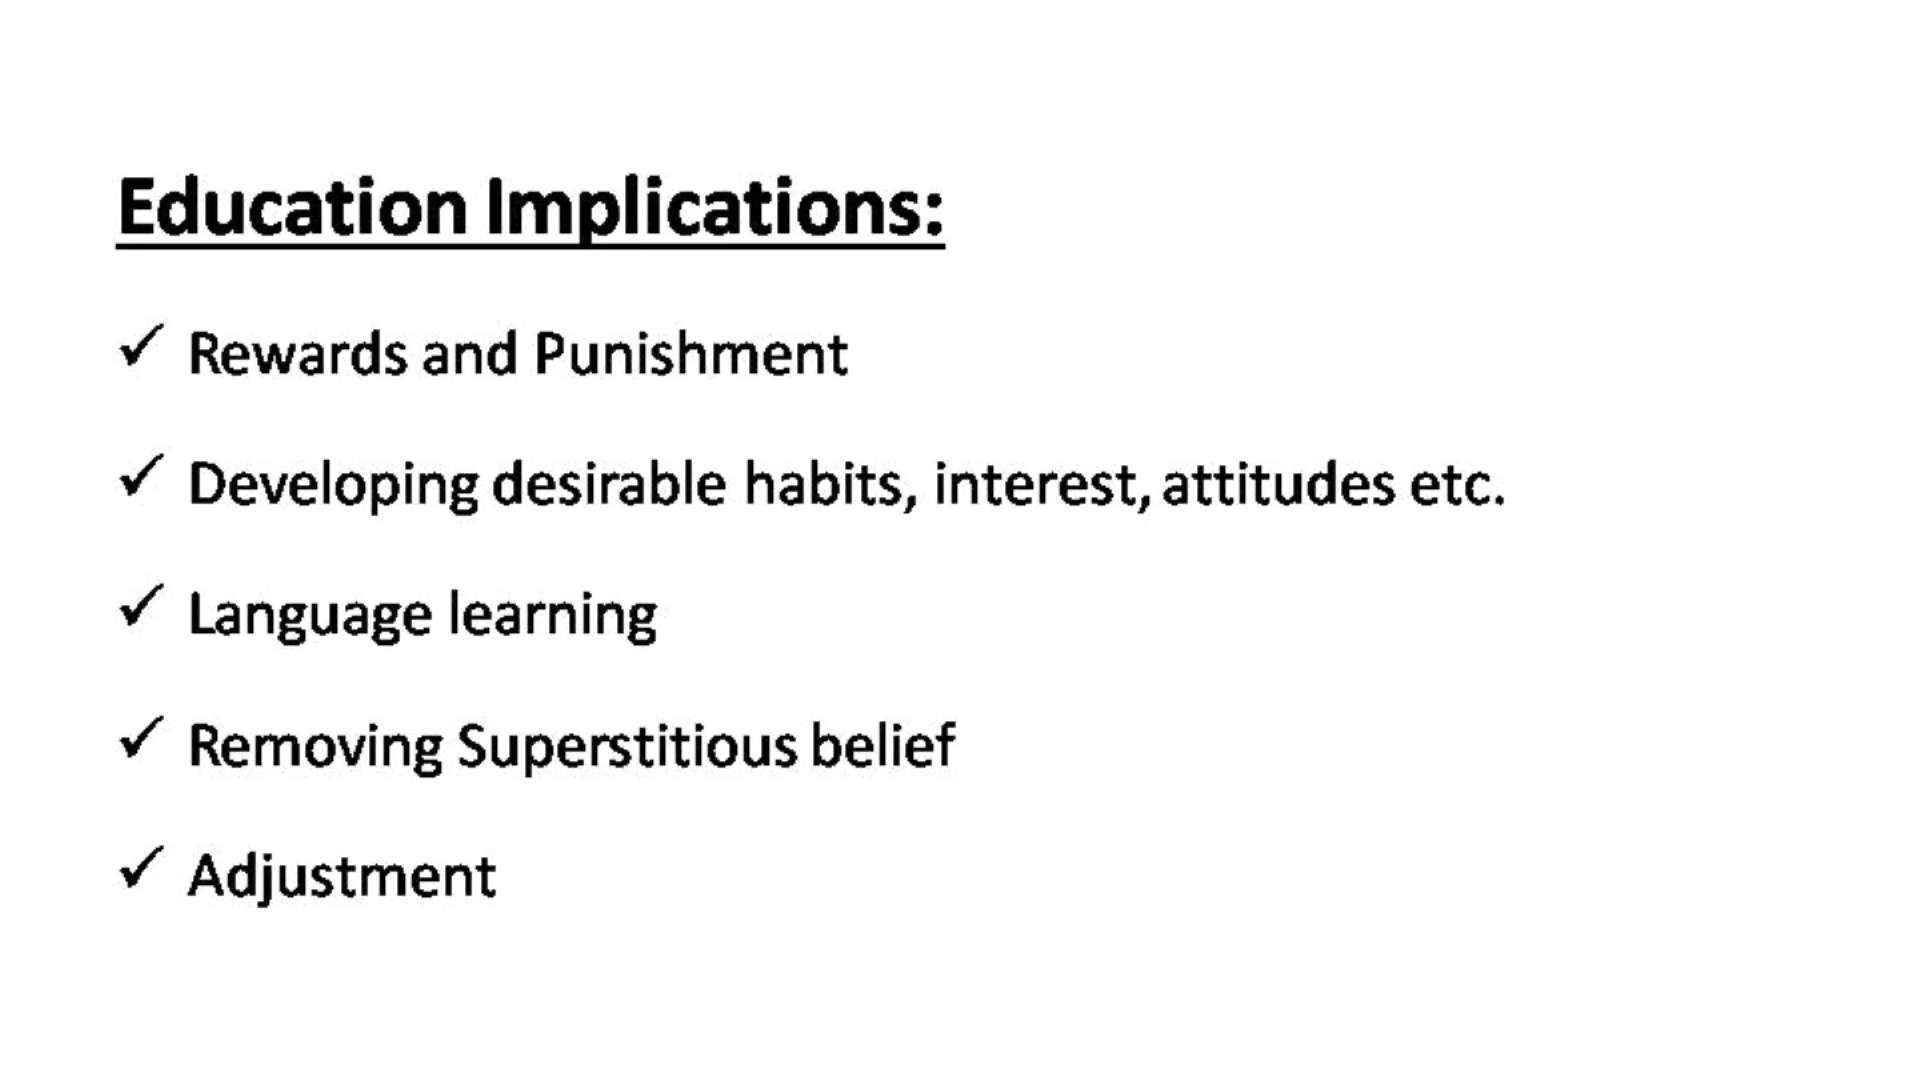 Education Implications:
✓ Rewards and Punishment
✓ Developing desirable habits, interest, attitudes etc.
✓ Language learning
✓ Removing Superstitious belief
✓ Adjustment